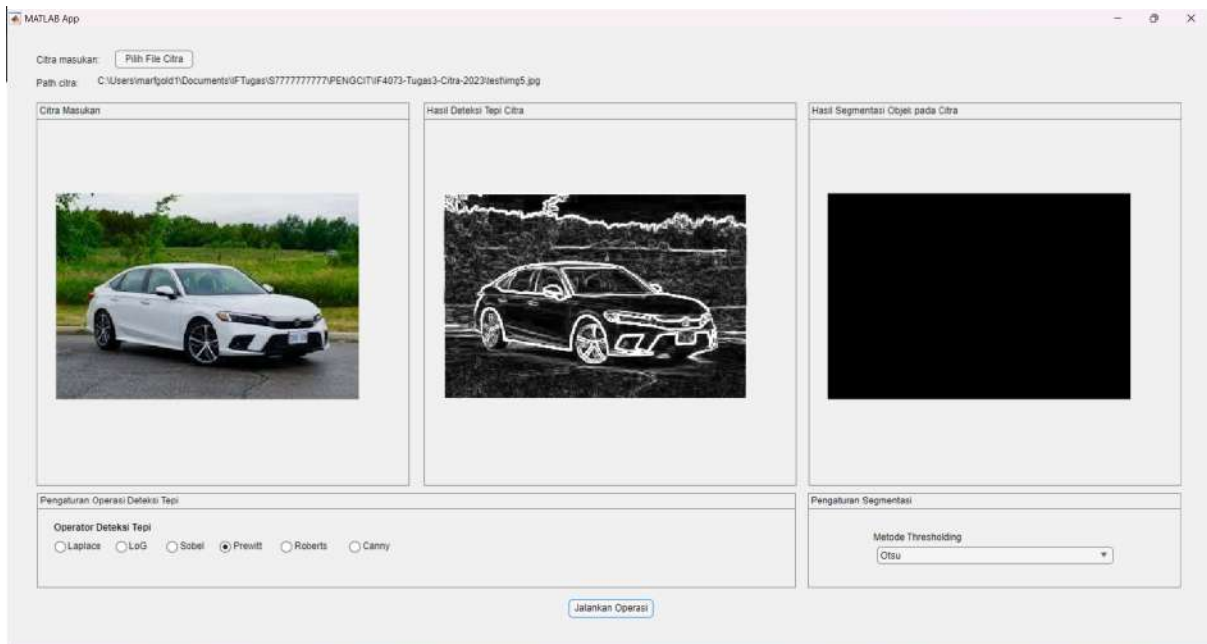 MATLAB App
Citra masukan: Pilih File Citra
Path citra: C:\Users\marfgold1\Documents\IFTugas\S7777777777\PENGCIT\IF4073-Tugas3-Citra-2023\test\img5.jpg
Citra Masukan
Hasil Deteksi Tepi Citra
Hasil Segmentasi Objek pada Citra
Pengaturan Operasi Deteksi Tepi
Operator Deteksi Tepi
Laplace LoG Sobel Prewitt Roberts Canny
Pengaturan Segmentasi
Metode Thresholding
Otsu
Jalankan Operasi